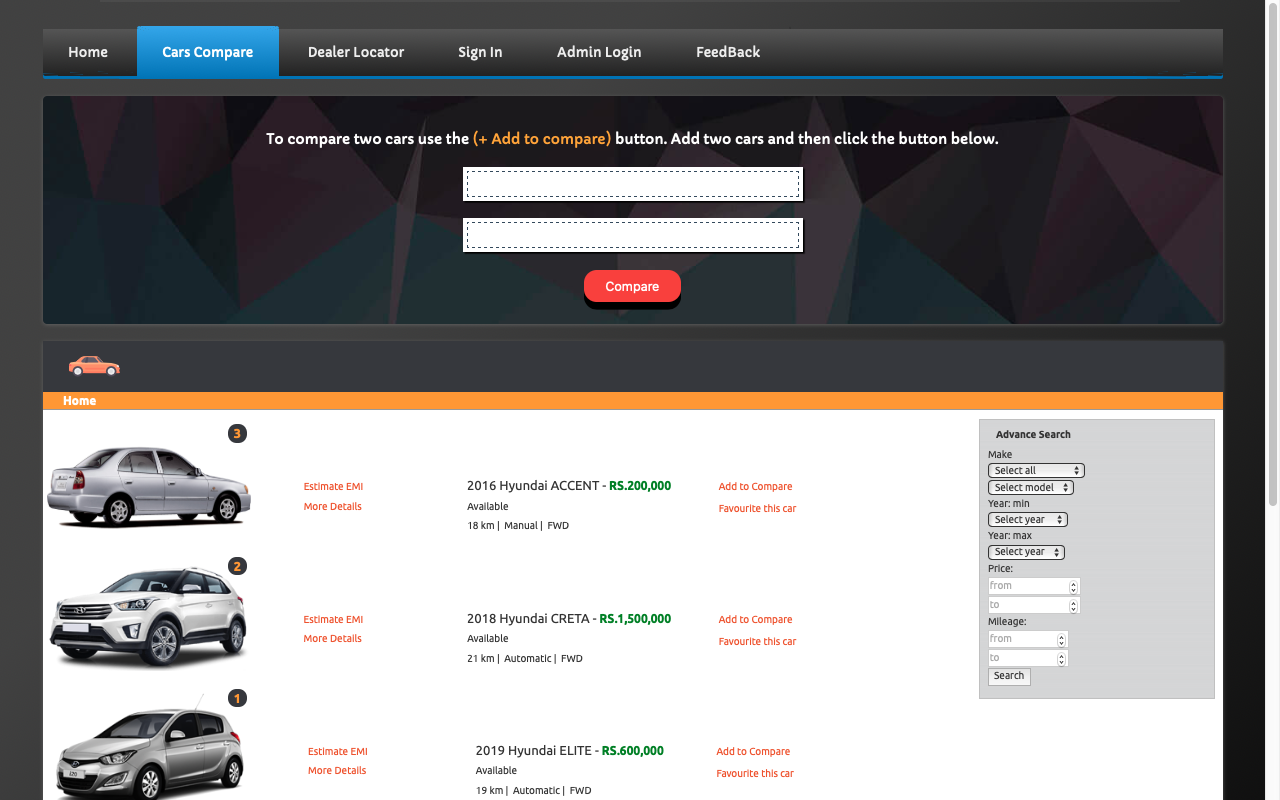 Home Cars Compare Dealer Locator Sign In Admin Login FeedBack
To compare two cars use the (+ Add to compare) button. Add two cars and then click the button below.
Compare
Home
3
Estimate EMI
More Details
2016 Hyundai ACCENT - RS.200,000
Available
18 km | Manual | FWD
Add to Compare
Favourite this car
2
Estimate EMI
More Details
2018 Hyundai CRETA - RS.1,500,000
Available
21 km | Automatic | FWD
Add to Compare
Favourite this car
1
Estimate EMI
More Details
2019 Hyundai ELITE - RS.600,000
Available
19 km | Automatic | FWD
Add to Compare
Favourite this car
Advance Search
Make
Select all
Select model
Year: min
Select year
Year: max
Select year
Price:
from
to
Mileage:
from
to
Search